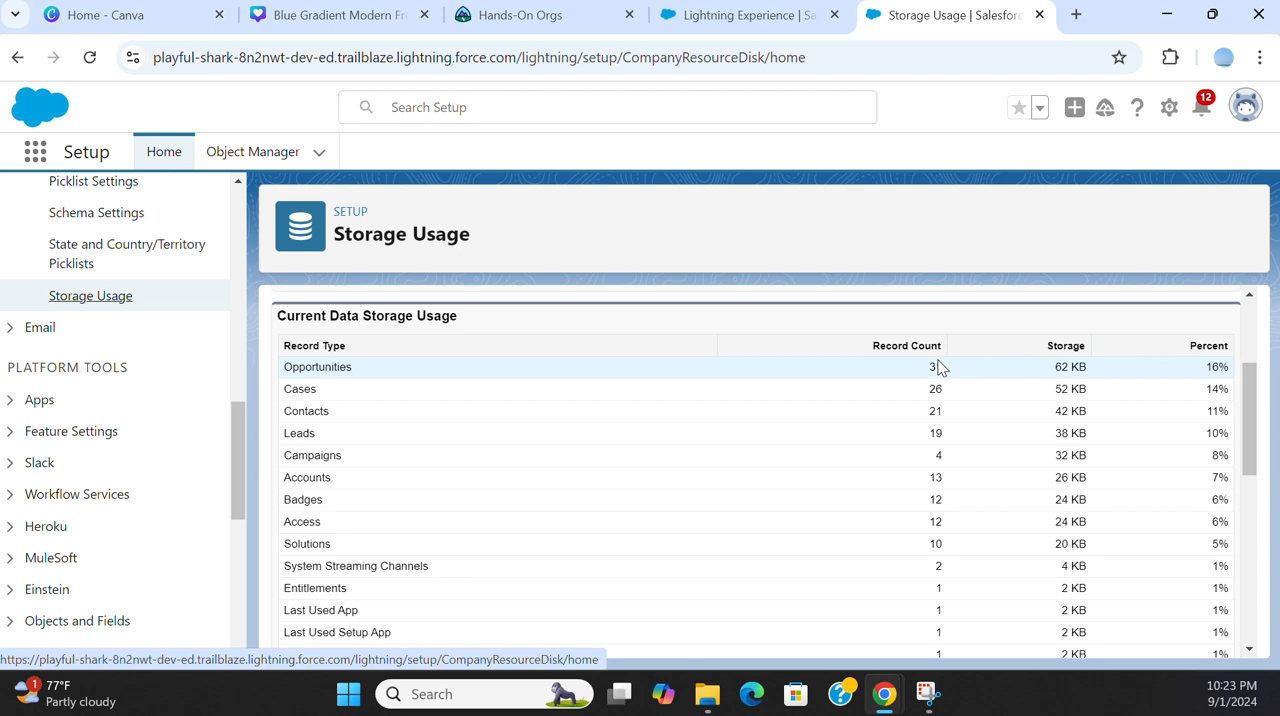 Home - Canva
Blue Gradient Modern Fr
Hands-On Orgs
Lightning Experience | Sa
Storage Usage | Salesforc
playful-shark-8n2nwt-dev-ed.trailblaze.lightning.force.com/lightning/setup/CompanyResourceDisk/home
Search Setup
12
Setup
Home
Object Manager
Picklist Settings
Schema Settings
State and Country/Territory
Picklists
Storage Usage
Email
PLATFORM TOOLS
Apps
Feature Settings
Slack
Workflow Services
Heroku
MuleSoft
Einstein
Objects and Fields
SETUP
Storage Usage
Current Data Storage Usage
Record Type Record Count Storage Percent
Opportunities 62 KB 16%
Cases 26 52 KB 14%
Contacts 21 42 KB 11%
Leads 19 38 KB 10%
Campaigns 4 32 KB 8%
Accounts 13 26 KB 7%
Badges 12 24 KB 6%
Access 12 24 KB 6%
Solutions 10 20 KB 5%
System Streaming Channels 2 4 KB 1%
Entitlements 1 2 KB 1%
Last Used App 1 2 KB 1%
Last Used Setup App 1 2 KB 1%
1 2 KB 1%
https://playful-shark-8n2nwt-dev-ed.trailblaze.lightning.force.com/lightning/setup/CompanyResourceDisk/home
1
77°F
Partly cloudy
Search
10:23 PM
9/1/2024